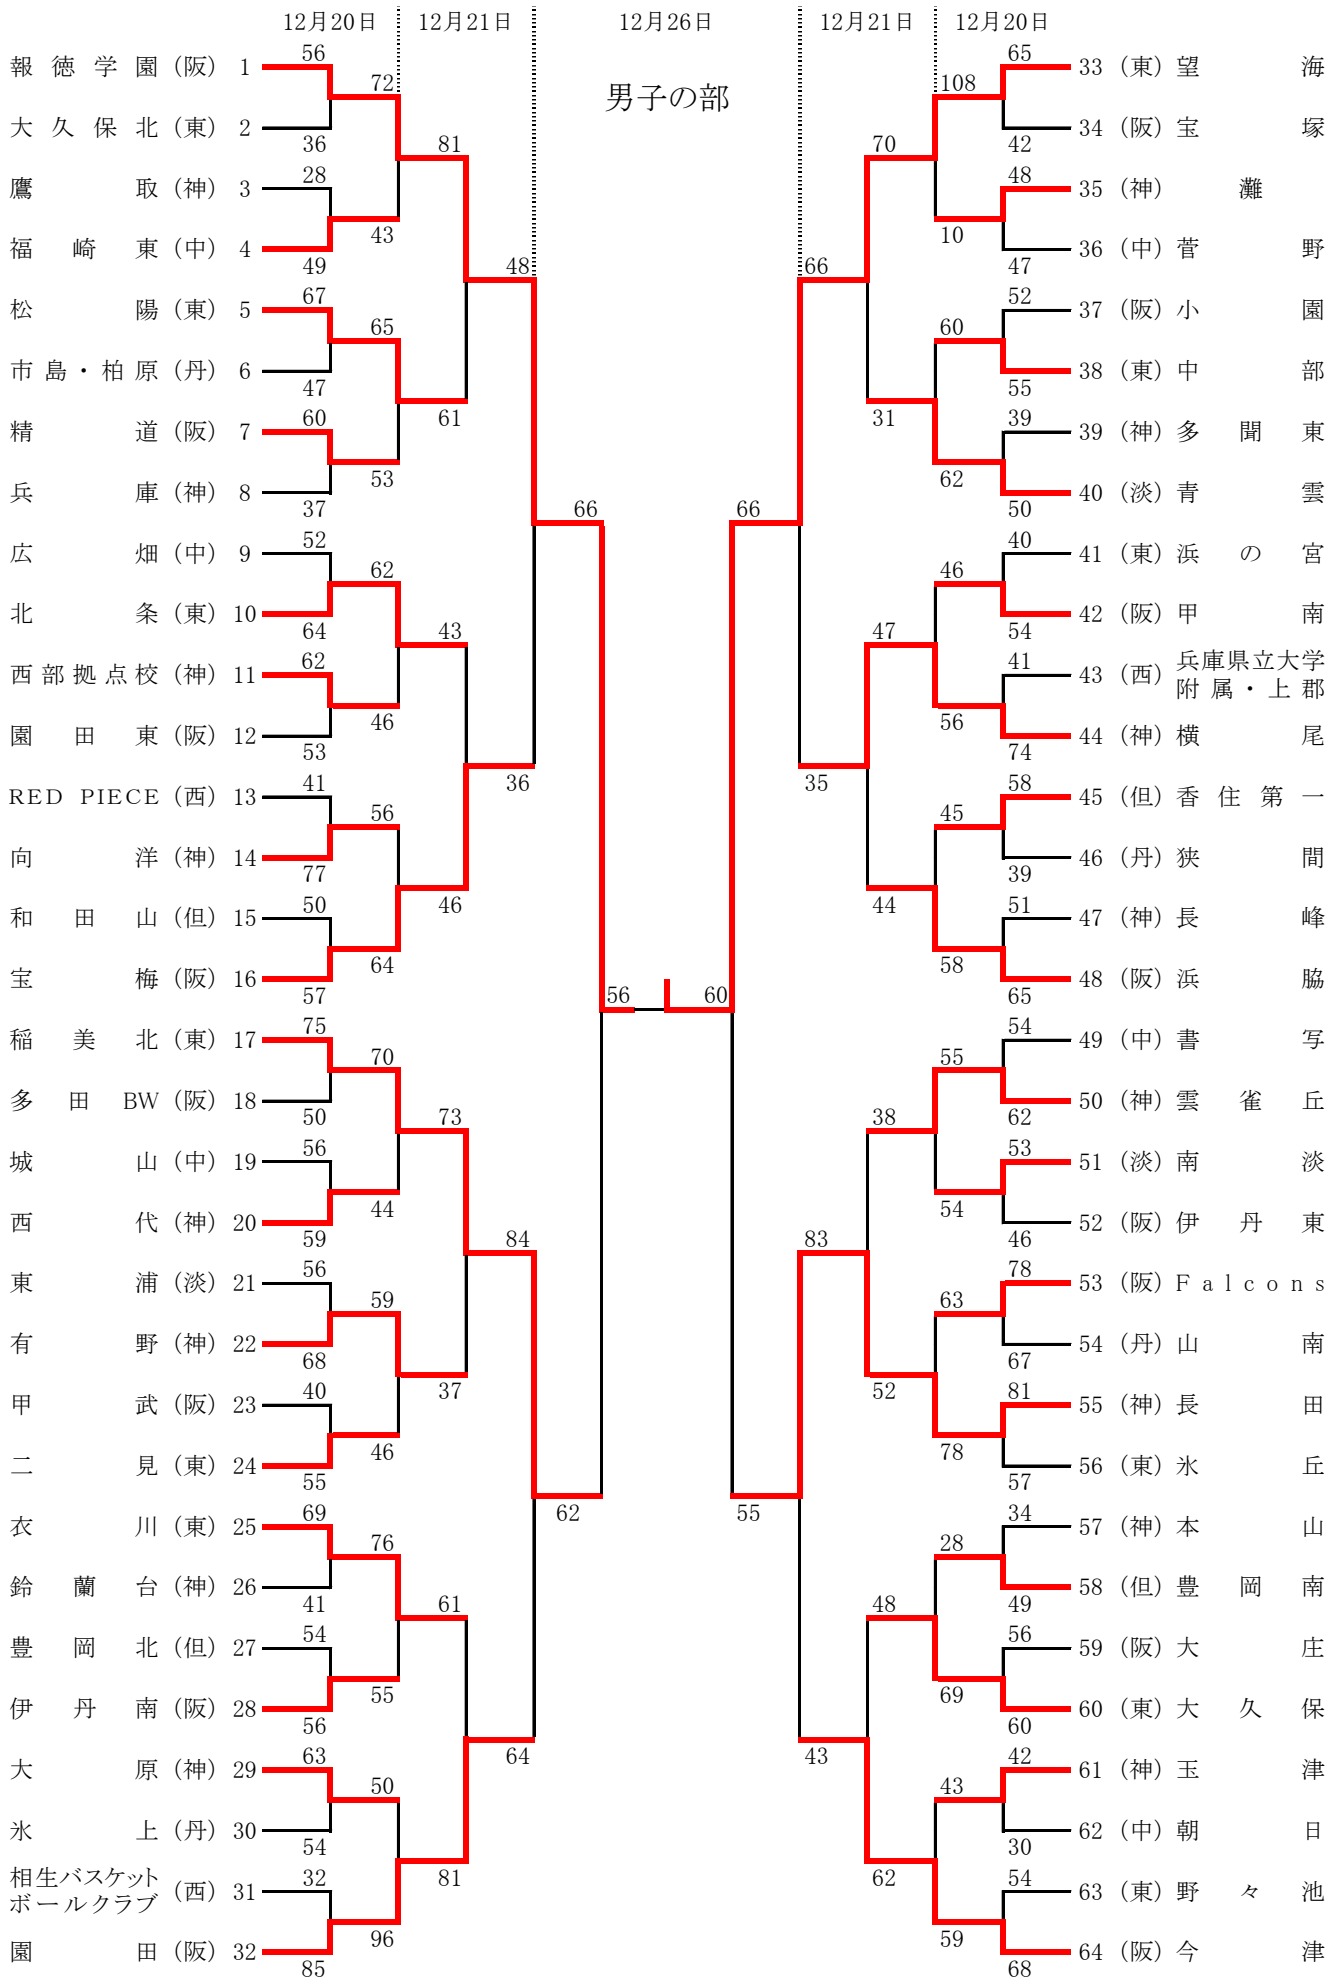 12月20日 12月21日 12月26日 12月21日 12月20日
男子の部
報徳学園(阪) 1
大久保北(東) 2
鷹取(神) 3
福崎東(中) 4
松陽(東) 5
市島・柏原(丹) 6
精道(阪) 7
兵庫(神) 8
広畑(中) 9
北条(東) 10
西部拠点校(神) 11
園田東(阪) 12
RED PIECE(西) 13
向洋(神) 14
和田山(但) 15
宝梅(阪) 16
稲美北(東) 17
多田BW(阪) 18
城山(中) 19
西代(神) 20
東浦(淡) 21
有野(神) 22
甲武(阪) 23
二見(東) 24
衣川(東) 25
鈴蘭台(神) 26
豊岡北(但) 27
伊丹南(阪) 28
大原(神) 29
氷上(丹) 30
相生バスケット
ボールクラブ(西) 31
園田(阪) 32
56
36
28
49
67
47
60
37
52
64
62
53
41
77
50
57
75
50
56
59
56
68
40
55
69
41
54
56
63
54
32
85
72
43
65
53
62
46
56
64
70
44
59
46
76
55
50
96
81
61
43
46
73
37
61
81
48
36
84
64
66
62
56
60
66
55
66
35
83
43
70
31
47
44
38
52
48
62
108
10
60
62
46
56
45
58
55
54
63
78
28
69
43
59
65
42
48
47
52
55
39
50
40
54
41
74
58
39
51
65
54
62
53
46
78
67
81
57
34
49
56
60
42
30
54
68
33 (東)望海
34 (阪)宝塚
35 (神)灘
36 (中)菅野
37 (阪)小園
38 (東)中部
39 (神)多聞東
40 (淡)青雲
41 (東)浜の宮
42 (阪)甲南
43 (西)兵庫県立大学
附属・上郡
44 (神)横尾
45 (但)香住第一
46 (丹)狭間
47 (神)長峰
48 (阪)浜脇
49 (中)書写
50 (神)雲雀丘
51 (淡)南淡
52 (阪)伊丹東
53 (阪)Falcons
54 (丹)山南
55 (神)長田
56 (東)氷丘
57 (神)本山
58 (但)豊岡南
59 (阪)大庄
60 (東)大久保
61 (神)玉津
62 (中)朝日
63 (東)野々池
64 (阪)今津